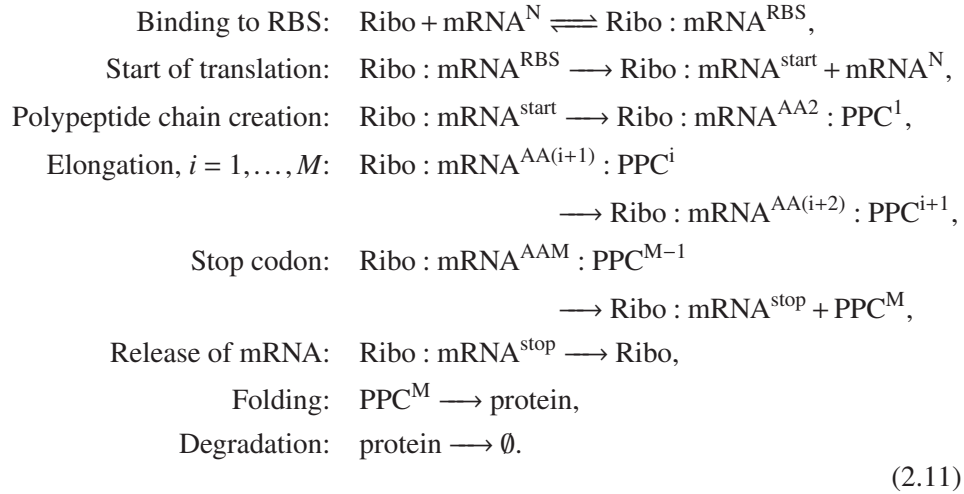 Binding to RBS: Ribo + mRNA^N ⇌ Ribo : mRNA^RBS,
Start of translation: Ribo : mRNA^RBS ⟶ Ribo : mRNA^start + mRNA^N,
Polypeptide chain creation: Ribo : mRNA^start ⟶ Ribo : mRNA^AA2 : PPC^1,
Elongation, i = 1,...,M: Ribo : mRNA^AA(i+1) : PPC^i
⟶ Ribo : mRNA^AA(i+2) : PPC^i+1,
Stop codon: Ribo : mRNA^AAM : PPC^M−1
⟶ Ribo : mRNA^stop + PPC^M,
Release of mRNA: Ribo : mRNA^stop ⟶ Ribo,
Folding: PPC^M ⟶ protein,
Degradation: protein ⟶ ∅.
(2.11)